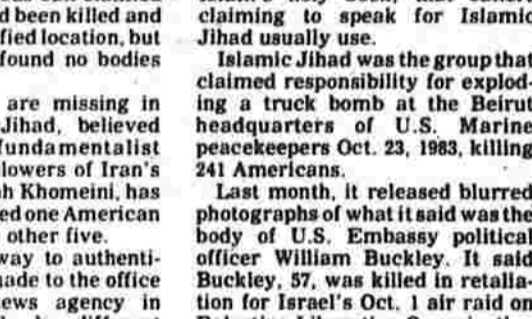 d been killed and
fied location, but
found no bodies
are missing in
Jihad, believed
fundamentalist
lowers of Iran's
h Khomeini, has
ed one American
other five.
way to authenti-
ade to the office
ews agency in
claiming to speak for Islamic
Jihad usually use.
Islamic Jihad was the group that
claimed responsibility for explod-
ing a truck bomb at the Beirut
headquarters of U.S. Marine
peacekeepers Oct. 23, 1983, killing
241 Americans.
Last month, it released blurred
photographs of what it said was the
body of U.S. Embassy political
officer William Buckley. It said
Buckley, 57, was killed in retalia-
tion for Israel's Oct. 1 air raid on